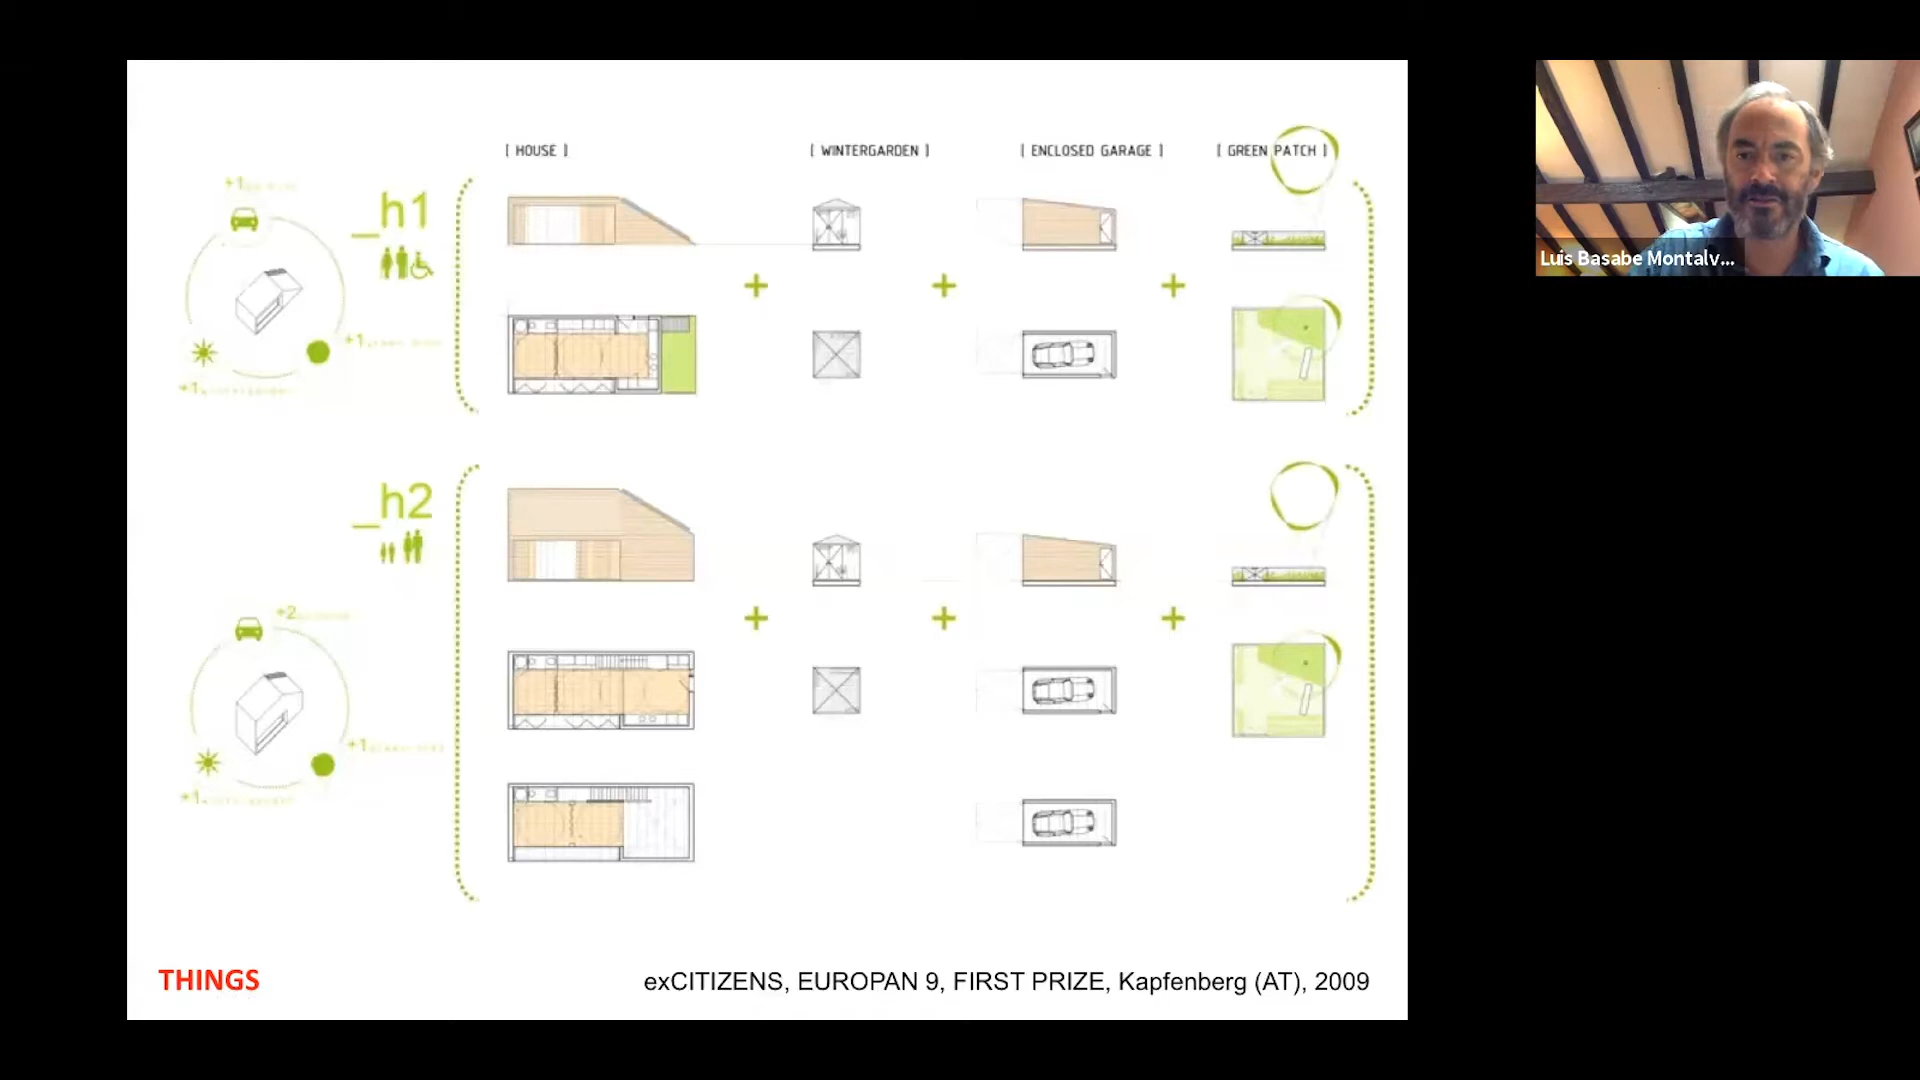 [ HOUSE ]
[ WINTERGARDEN ]
[ ENCLOSED GARAGE ]
[ GREEN PATCH ]
+1
_h1
+1
+1
_h2
+2
+1
+1
THINGS
exCITIZENS, EUROPAN 9, FIRST PRIZE, Kapfenberg (AT), 2009
Luis Basabe Montalv...